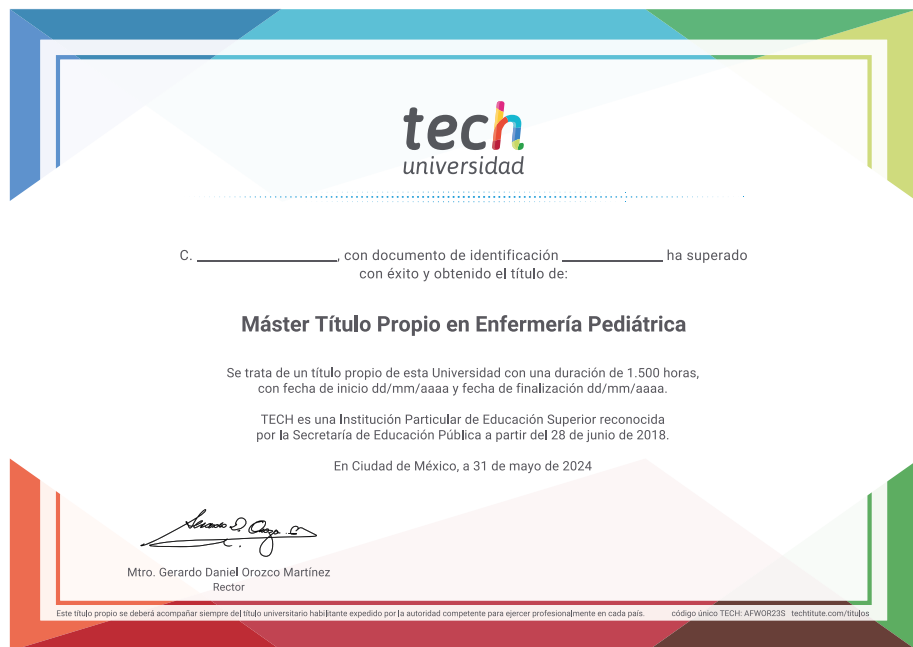 tech
universidad
C. __________________, con documento de identificación _____________ ha superado
con éxito y obtenido el título de:
Máster Título Propio en Enfermería Pediátrica
Se trata de un título propio de esta Universidad con una duración de 1.500 horas,
con fecha de inicio dd/mm/aaaa y fecha de finalización dd/mm/aaaa.
TECH es una Institución Particular de Educación Superior reconocida
por la Secretaría de Educación Pública a partir del 28 de junio de 2018.
En Ciudad de México, a 31 de mayo de 2024
Mtro. Gerardo Daniel Orozco Martínez
Rector
Este título propio se deberá acompañar siempre del título universitario habilitante expedido por la autoridad competente para ejercer profesionalmente en cada país. código único TECH: AFWOR23S techtitute.com/titulos